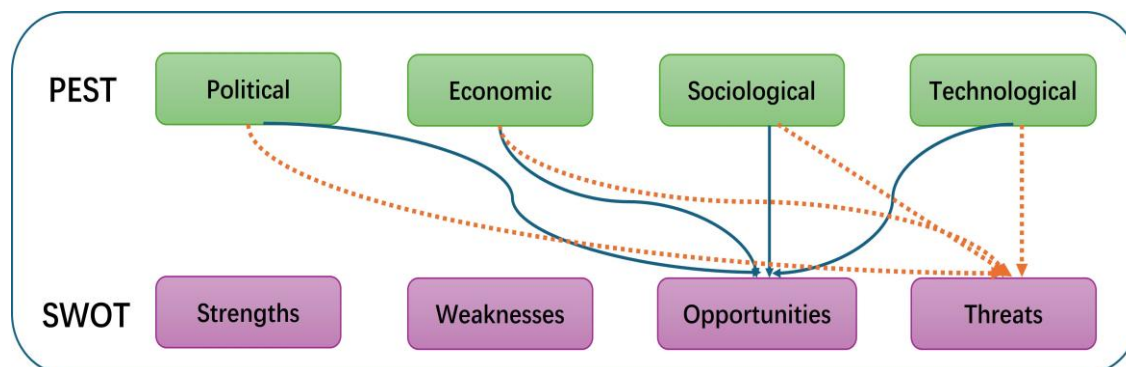 PEST Political Economic Sociological Technological
SWOT Strengths Weaknesses Opportunities Threats